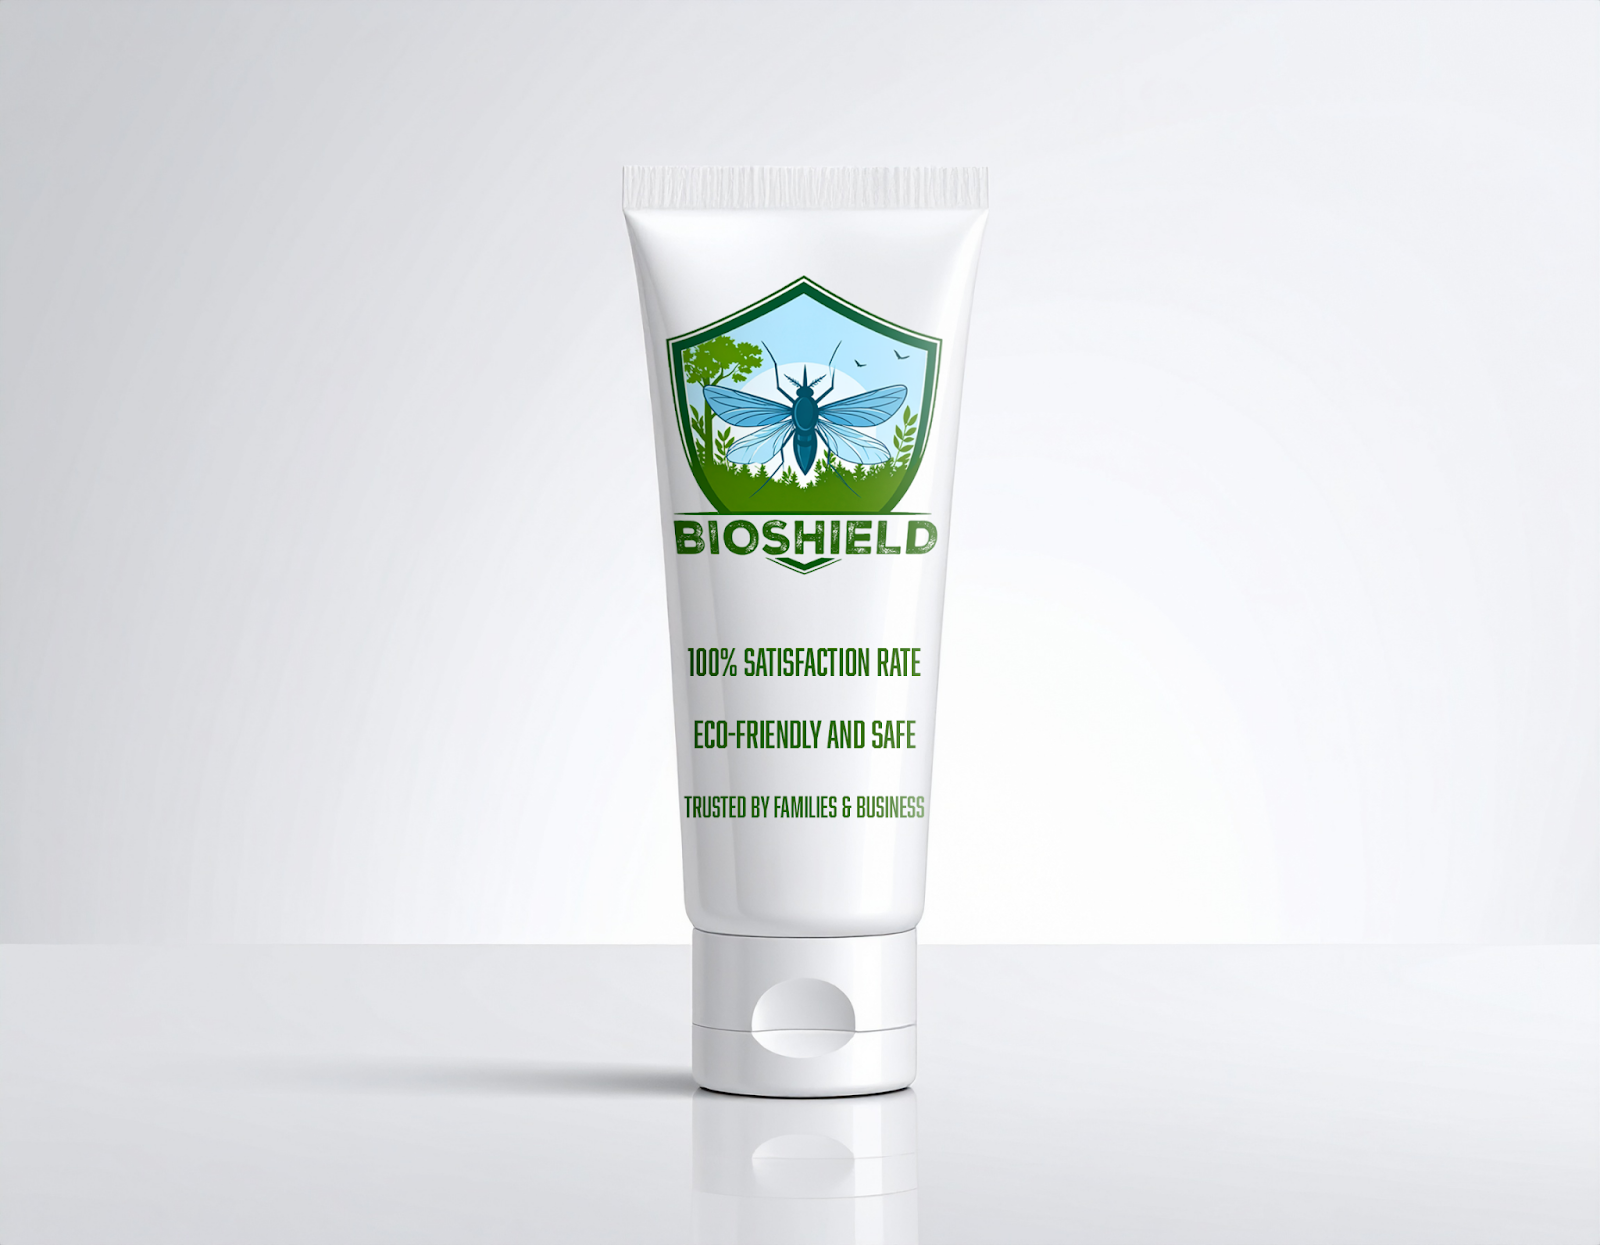 BIOSHIELD
100% SATISFACTION RATE
ECO-FRIENDLY AND SAFE
TRUSTED BY FAMILIES & BUSINESS